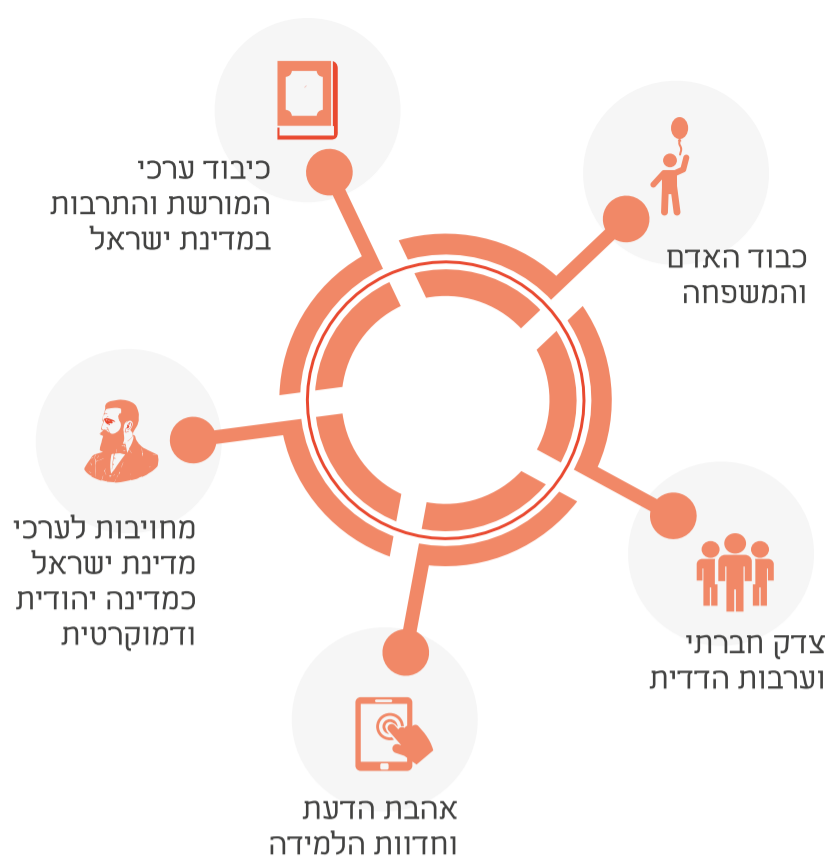 כיבוד ערכי
המורשת והתרבות
במדינת ישראל
כבוד האדם
והמשפחה
צדק חברתי
וערבות הדדית
אהבת הדעת
וחדוות הלמידה
מחויבות לערכי
מדינת ישראל
כמדינה יהודית
ודמוקרטית